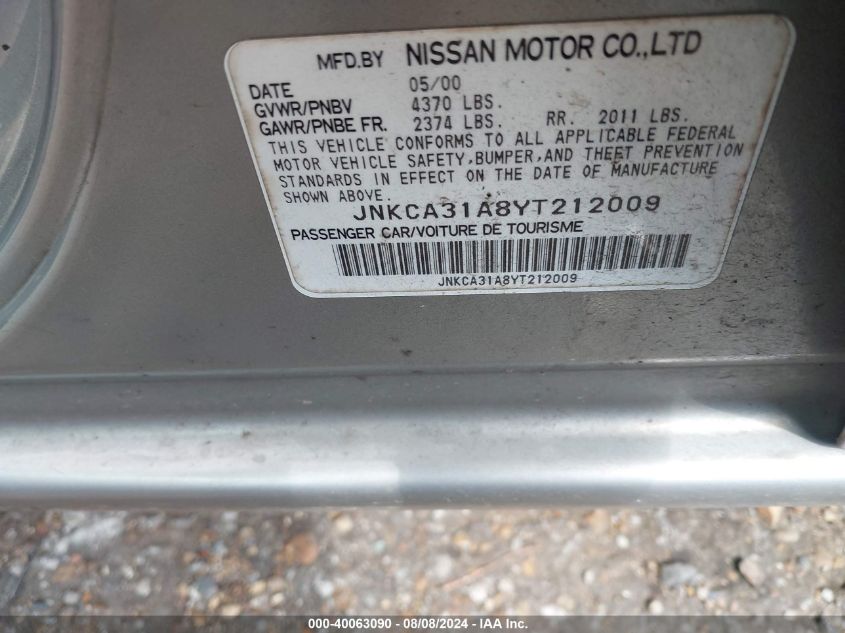 MFD.BY NISSAN MOTOR CO.,LTD
DATE 05/00
GVWR/PNBV 4370 LBS.
GAWR/PNBE FR. 2374 LBS. RR. 2011 LBS.
THIS VEHICLE CONFORMS TO ALL APPLICABLE FEDERAL
MOTOR VEHICLE SAFETY,BUMPER,AND THEFT PREVENTION
STANDARDS IN EFFECT ON THE DATE OF MANUFACTURE
SHOWN ABOVE.
JNKCA31A8YT212009
PASSENGER CAR/VOITURE DE TOURISME
JNKCA31A8YT212009
000-40063090 - 08/08/2024 - IAA Inc.